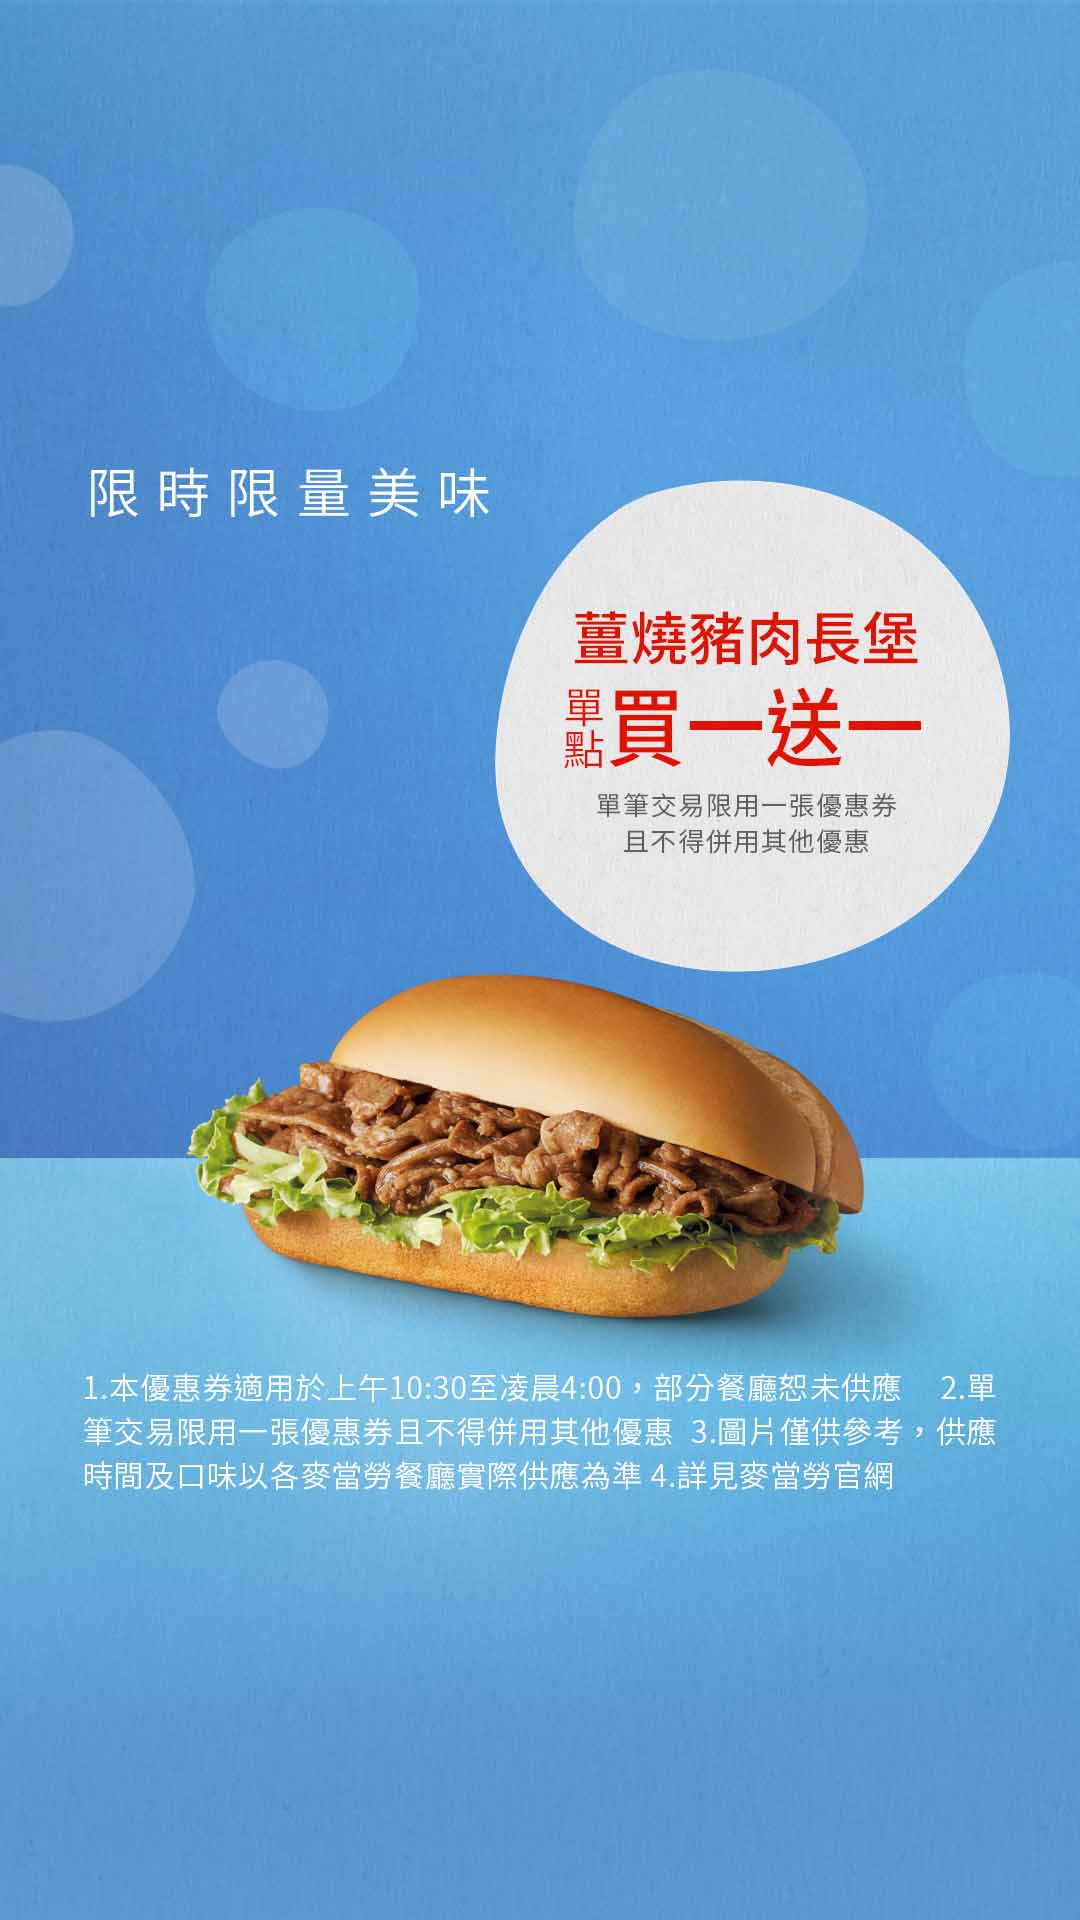 限時限量美味
薑燒豬肉長堡
單點買一送一
單筆交易限用一張優惠券
且不得併用其他優惠
1.本優惠券適用於上午10:30至凌晨4:00，部分餐廳恕未供應　2.單
筆交易限用一張優惠券且不得併用其他優惠 3.圖片僅供參考，供應
時間及口味以各麥當勞餐廳實際供應為準 4.詳見麥當勞官網